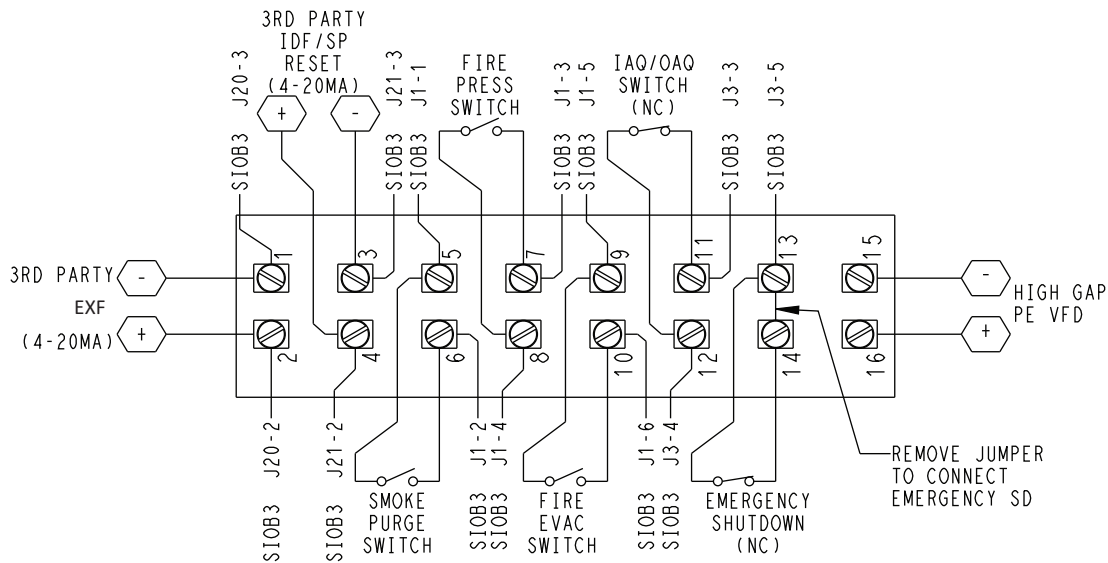 3RD PARTY
IDF/SP
RESET
(4-20MA)
+
-
FIRE
PRESS
SWITCH
IAQ/OAQ
SWITCH
(NC)
SIOB3 J20-3
SIOB3 J21-3
SIOB3 J1-1
SIOB3 J1-3
SIOB3 J1-5
SIOB3 J3-3
SIOB3 J3-5
1
3
5
7
9
11
13
15
3RD PARTY
EXF
(4-20MA)
-
+
2
4
6
8
10
12
14
16
-
+
HIGH GAP
PE VFD
SIOB3 J20-2
SIOB3 J21-2
SIOB3 J1-2
SIOB3 J1-4
SIOB3 J1-6
SIOB3 J3-4
SMOKE
PURGE
SWITCH
FIRE
EVAC
SWITCH
EMERGENCY
SHUTDOWN
(NC)
REMOVE JUMPER
TO CONNECT
EMERGENCY SD